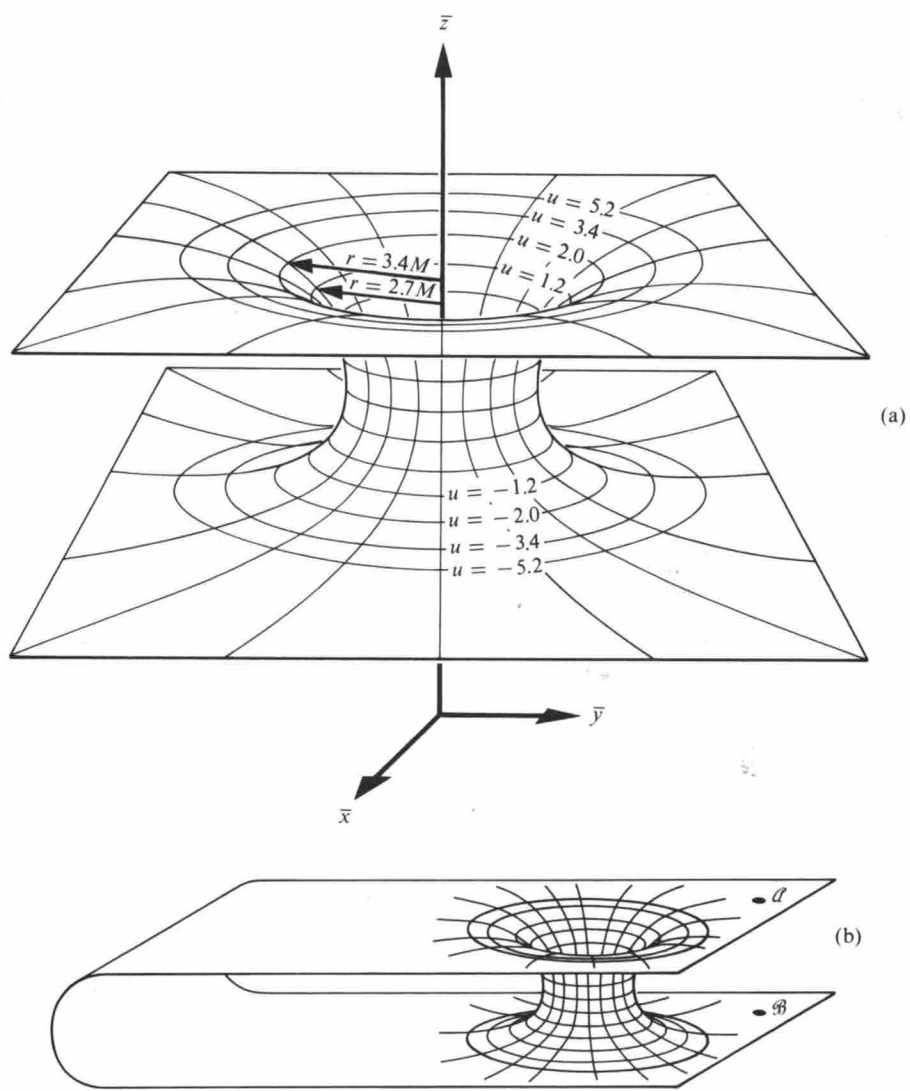 z̄
u = 5.2
u = 3.4
u = 2.0
u = 1.2
r = 3.4M
r = 2.7M
(a)
u = −1.2
u = −2.0
u = −3.4
u = −5.2
ȳ
x̄
𝒜
(b)
ℬ